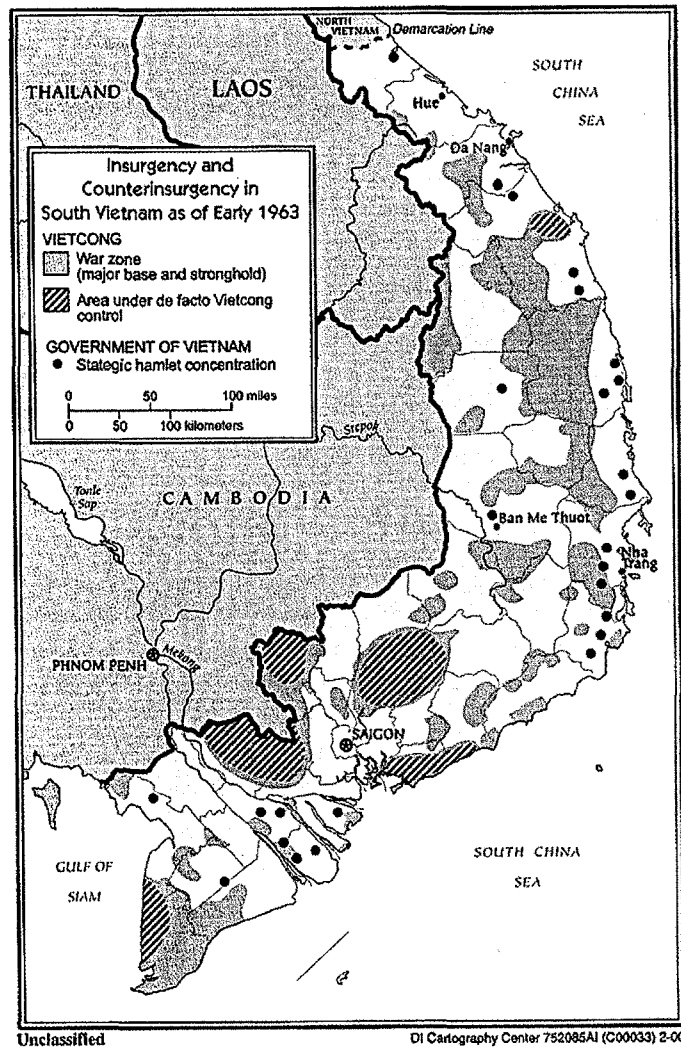 NORTH
VIETNAM
Demarcation Line
SOUTH
CHINA
SEA
THAILAND
LAOS
Hue
Da Nang
Insurgency and
Counterinsurgency in
South Vietnam as of Early 1963
VIETCONG
War zone
(major base and stronghold)
Area under de facto Vietcong
control
GOVERNMENT OF VIETNAM
Stategic hamlet concentration
0 50 100 miles
0 50 100 kilometers
Srepok
Tonle
Sap
CAMBODIA
Ban Me Thuot
Nha
Trang
PHNOM PENH
Mekong
SAIGON
GULF OF
SIAM
SOUTH CHINA
SEA
Unclassified
DI Cartography Center 752085AI (C00033) 2-00